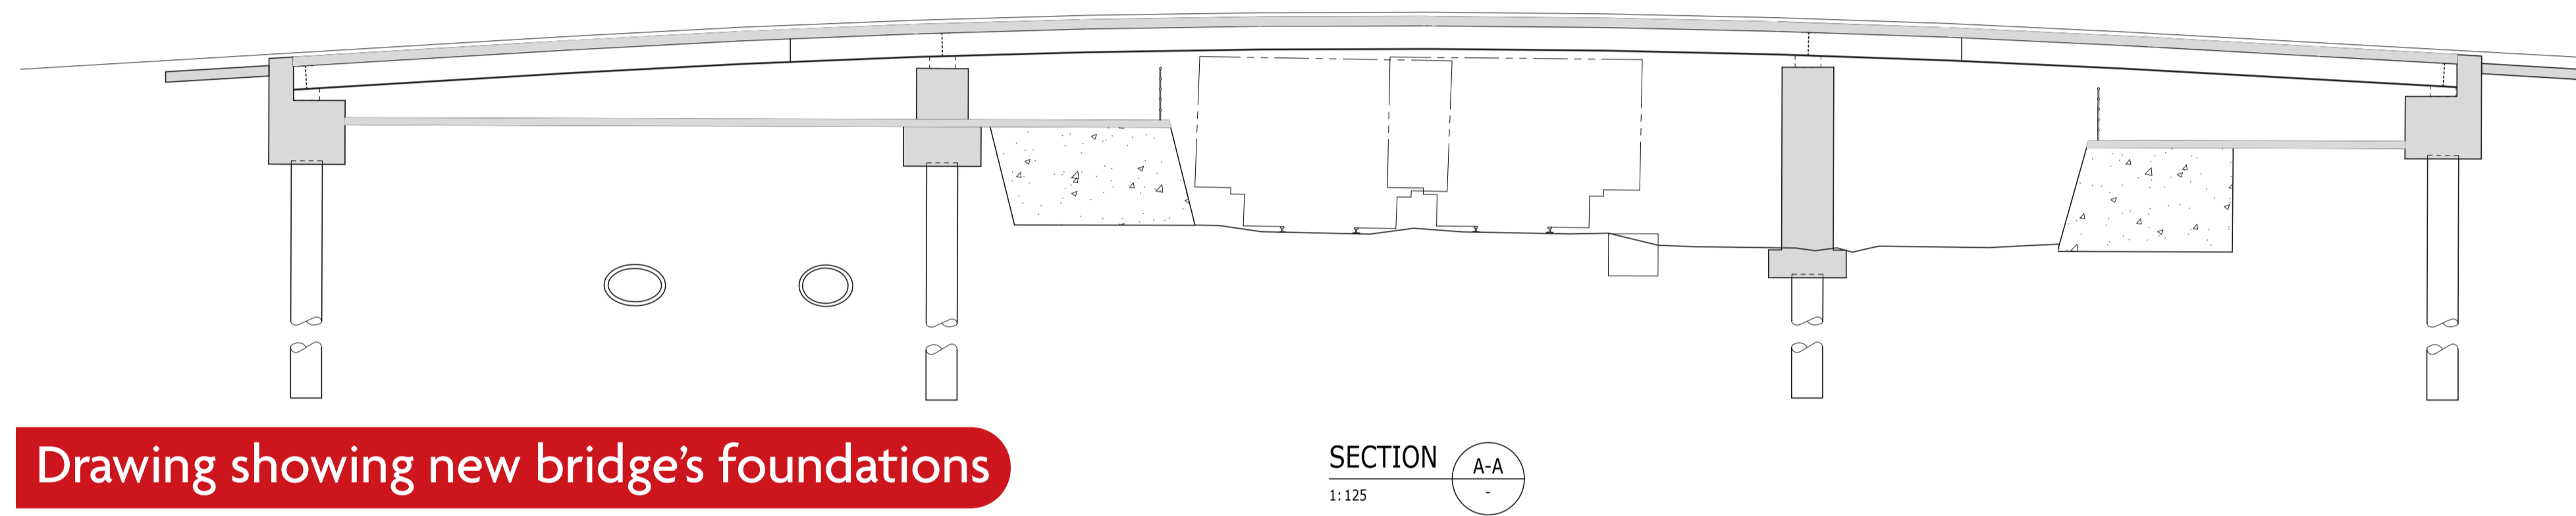 Drawing showing new bridge’s foundations
SECTION
A-A
-
1:125